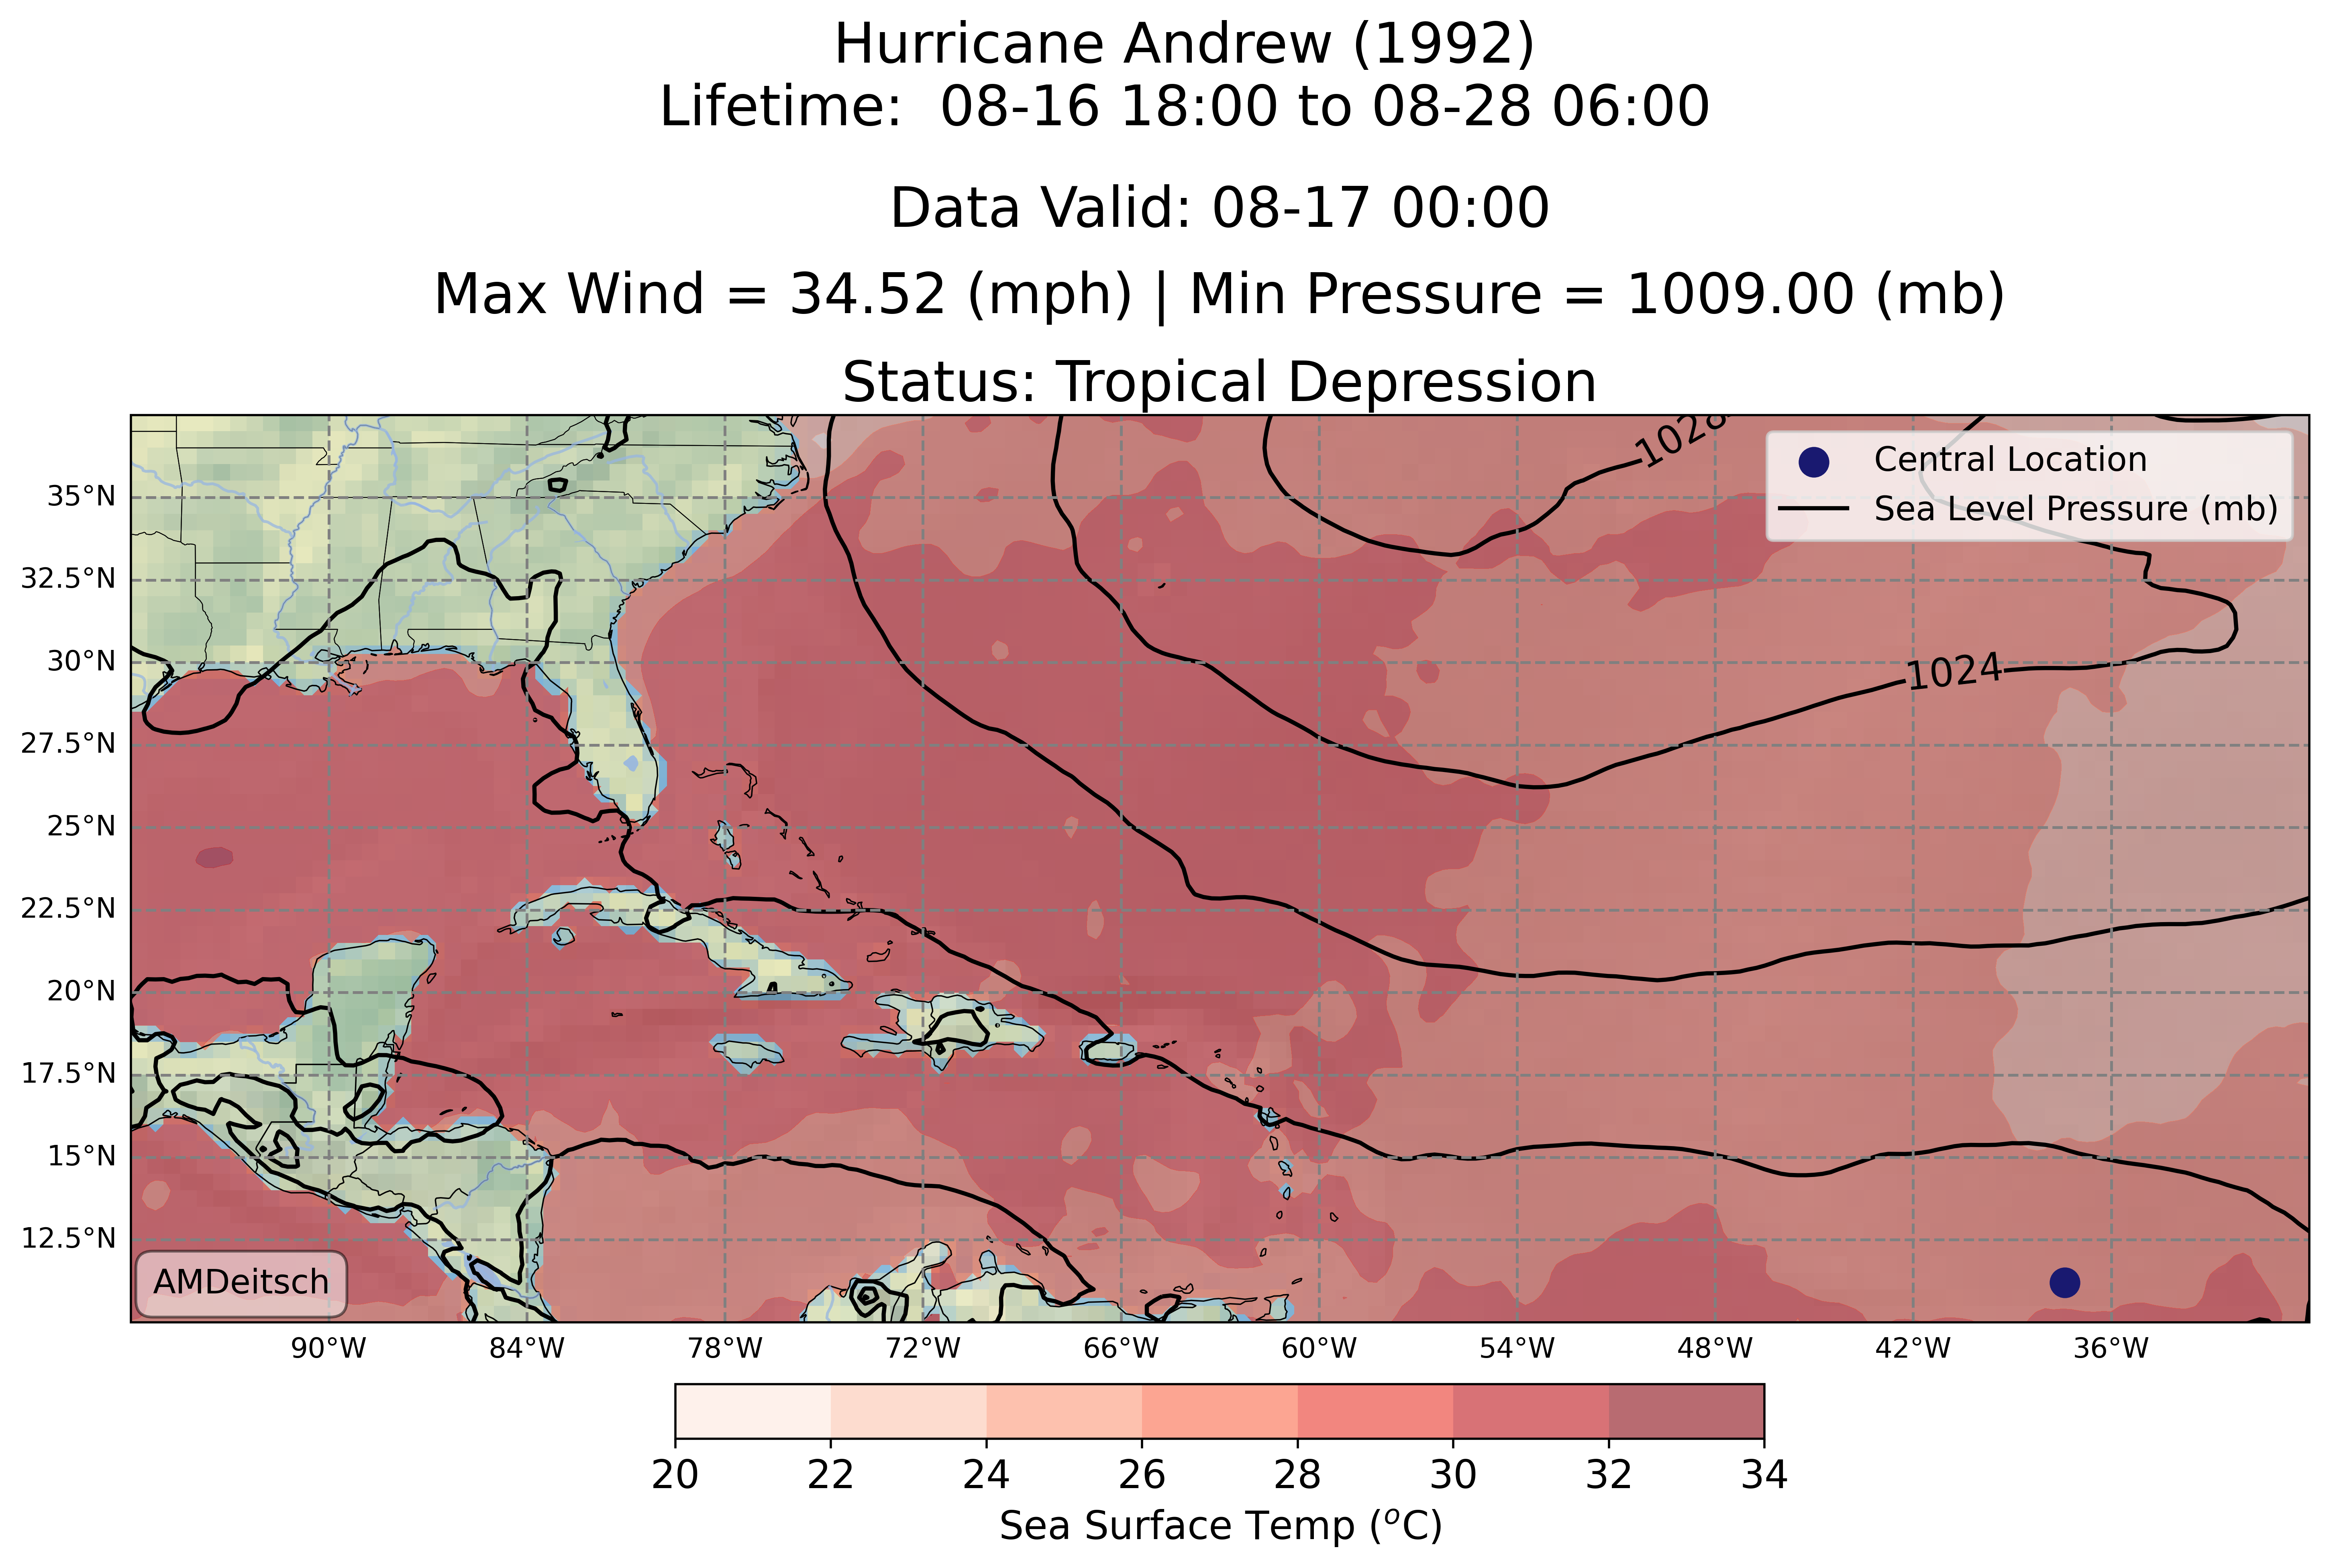 Hurricane Andrew (1992)
Lifetime:  08-16 18:00 to 08-28 06:00
Data Valid: 08-17 00:00
Max Wind = 34.52 (mph) | Min Pressure = 1009.00 (mb)
Status: Tropical Depression
1028
Central Location
Sea Level Pressure (mb)
35°N
32.5°N
30°N
1024
27.5°N
25°N
22.5°N
20°N
17.5°N
15°N
12.5°N
AMDeitsch
90°W 84°W 78°W 72°W 66°W 60°W 54°W 48°W 42°W 36°W
20 22 24 26 28 30 32 34
Sea Surface Temp (°C)